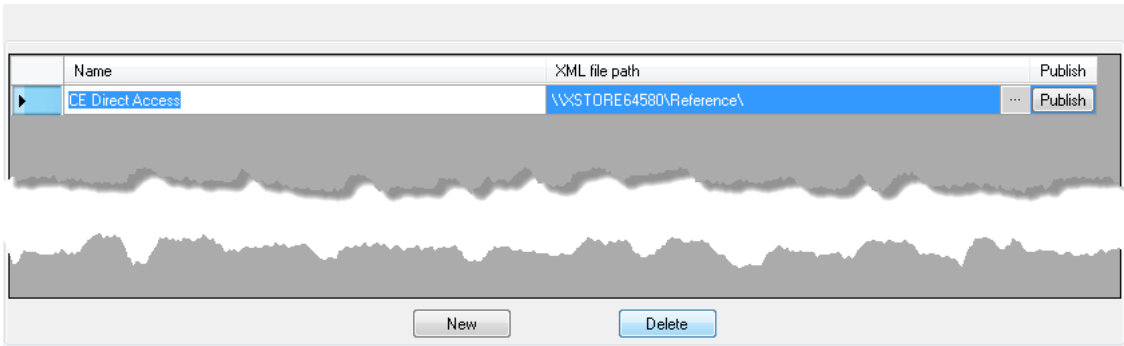 Name XML file path Publish
CE Direct Access \\XSTORE64580\Reference\ ... Publish
New Delete